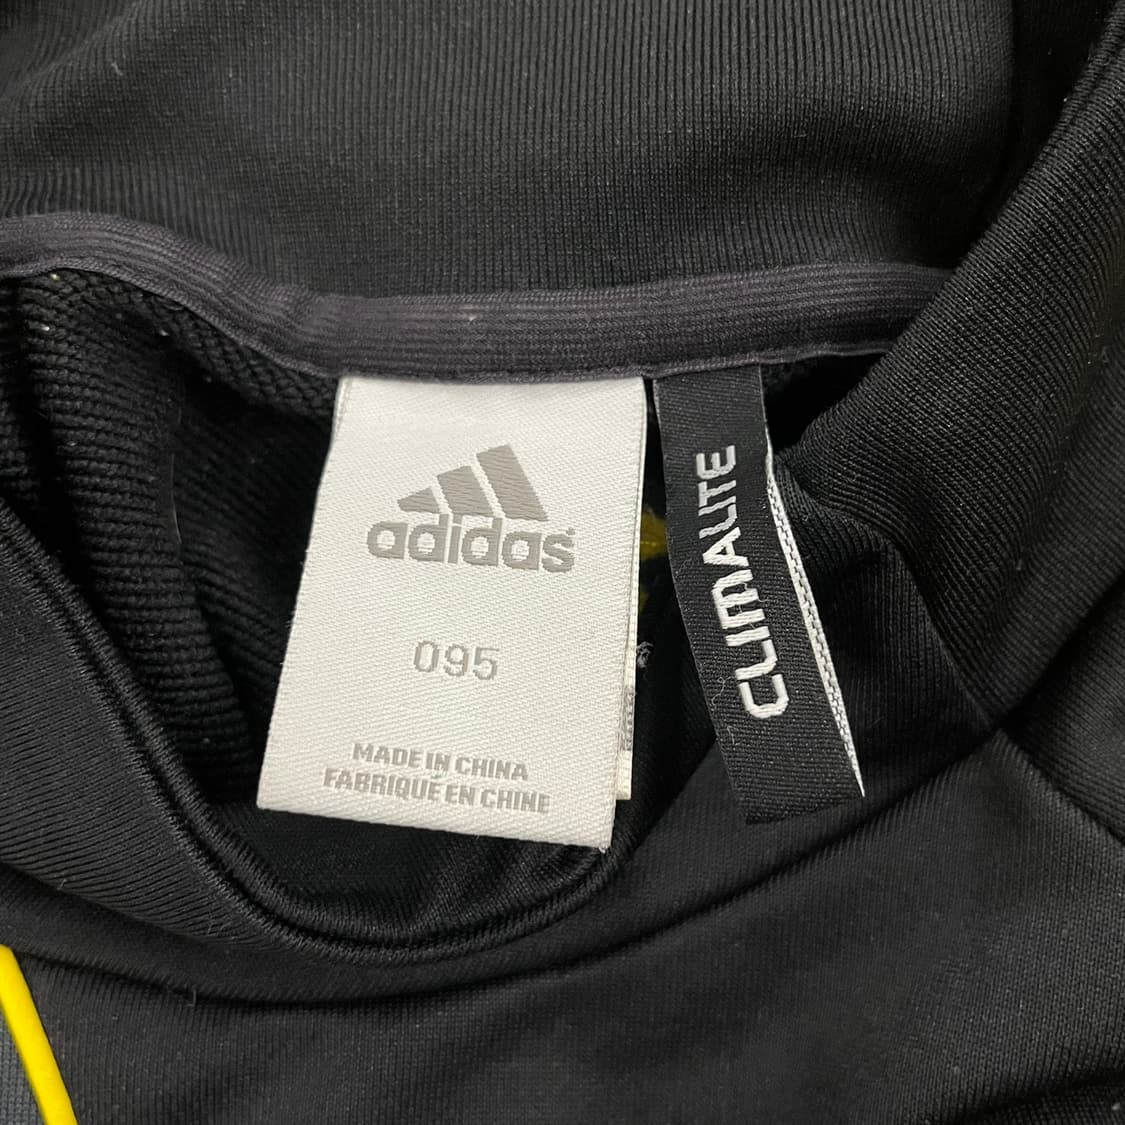 adidas
095
MADE IN CHINA
FABRIQUÉ EN CHINE
CLIMALITE